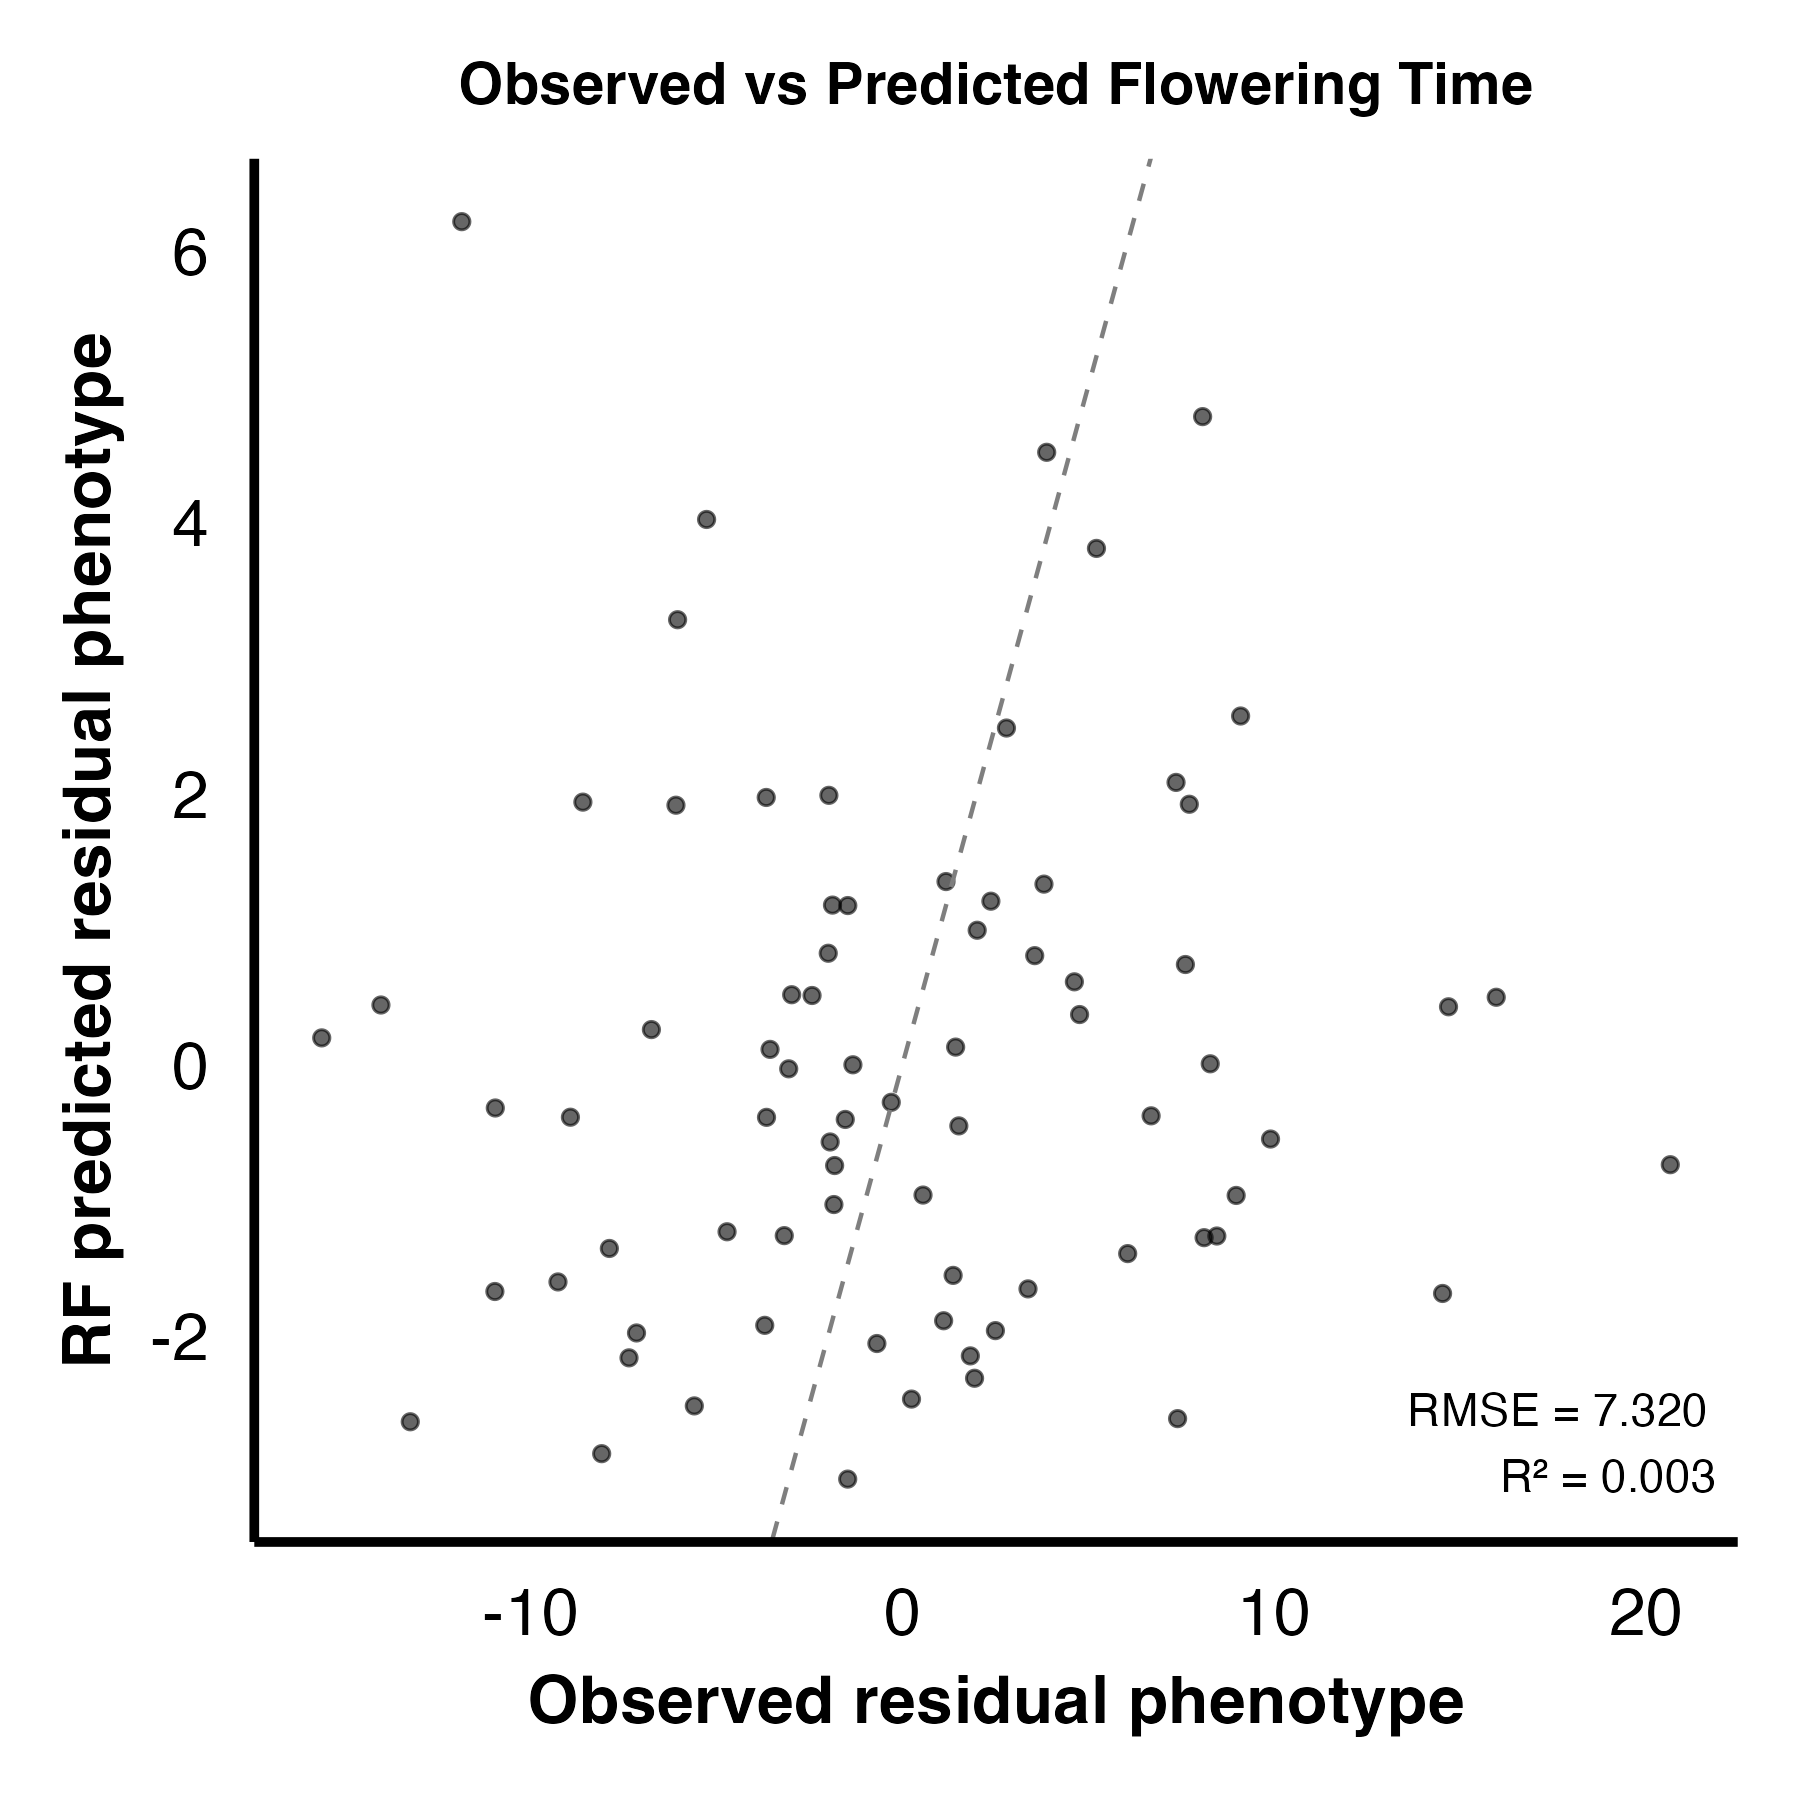 Observed vs Predicted Flowering Time
RF predicted residual phenotype
6
4
2
0
-2
RMSE = 7.320
R² = 0.003
-10 0 10 20
Observed residual phenotype